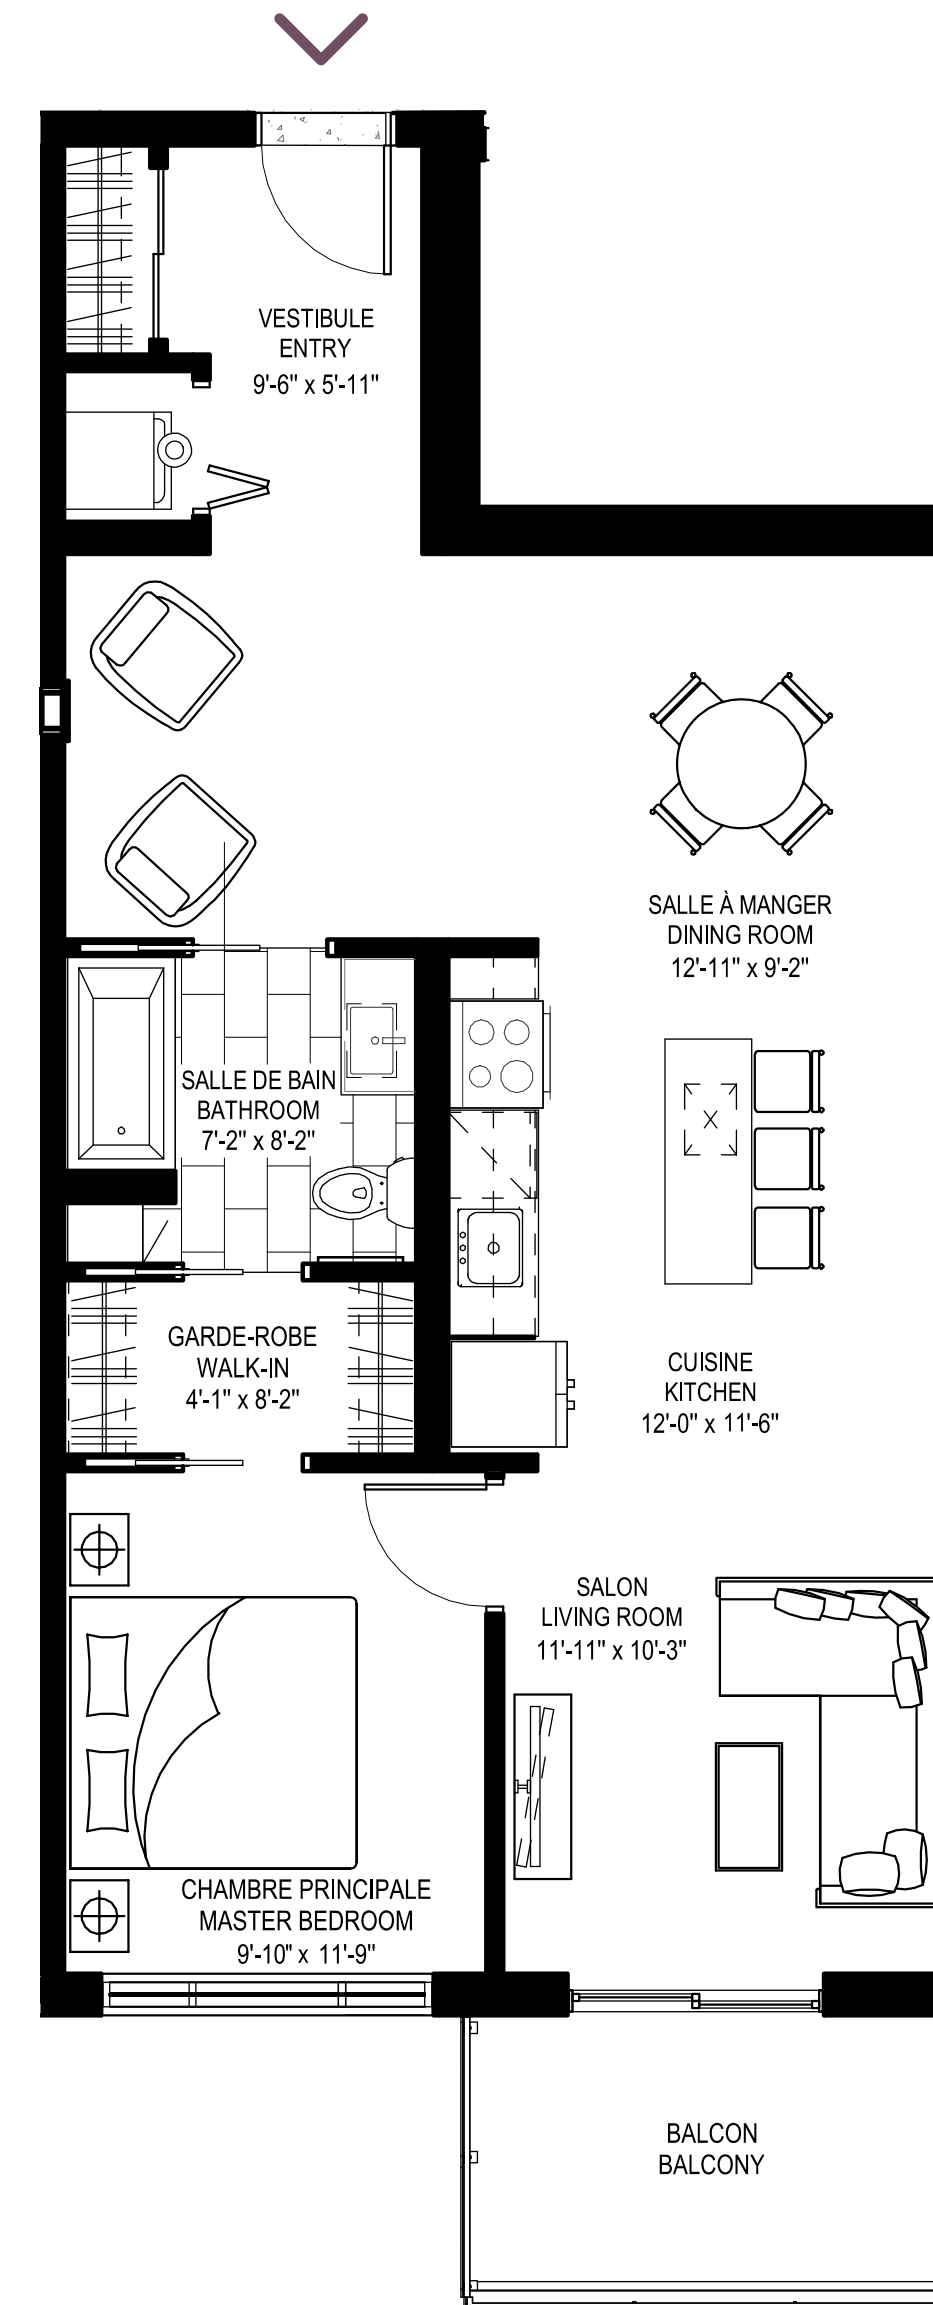 VESTIBULE
ENTRY
9'-6" x 5'-11"
SALLE À MANGER
DINING ROOM
12'-11" x 9'-2"
SALLE DE BAIN
BATHROOM
7'-2" x 8'-2"
GARDE-ROBE
WALK-IN
4'-1" x 8'-2"
CUISINE
KITCHEN
12'-0" x 11'-6"
SALON
LIVING ROOM
11'-11" x 10'-3"
CHAMBRE PRINCIPALE
MASTER BEDROOM
9'-10" x 11'-9"
BALCON
BALCONY